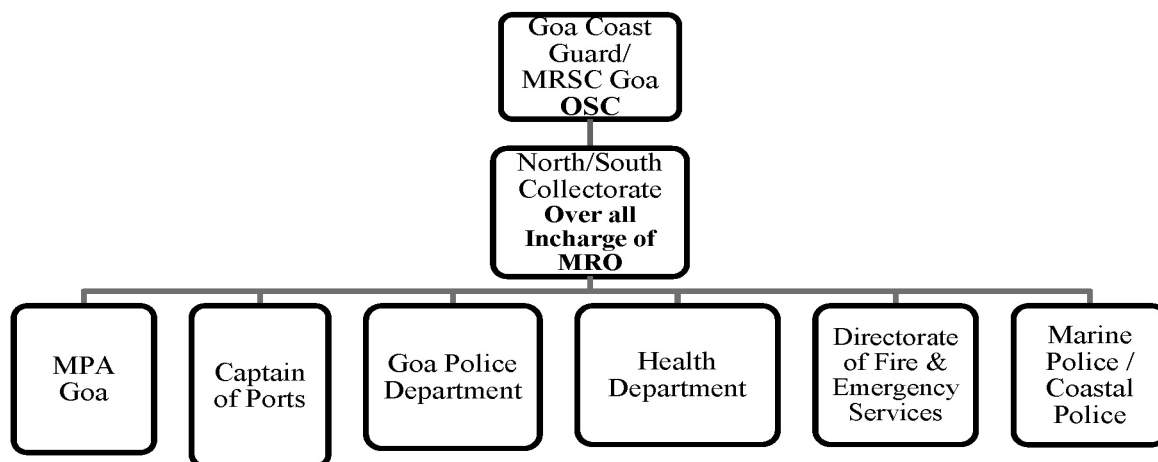 Goa Coast
Guard/
MRSC Goa
OSC
North/South
Collectorate
Over all
Incharge of
MRO
MPA
Goa
Captain
of Ports
Goa Police
Department
Health
Department
Directorate
of Fire &
Emergency
Services
Marine
Police /
Coastal
Police